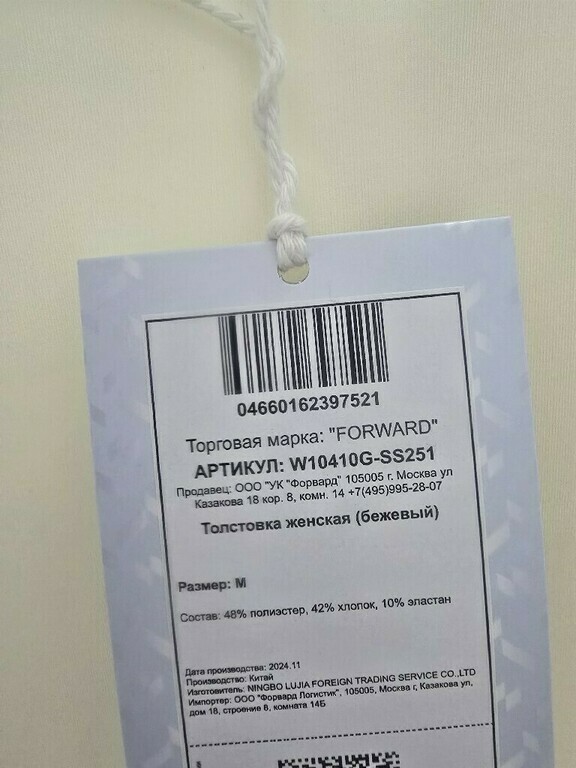 04660162397521
Торговая марка: "FORWARD"
АРТИКУЛ: W10410G-SS251
Продавец: ООО "УК "Форвард" 105005 г. Москва ул
Казакова 18 кор. 8, комн. 14 +7(495)995-28-07
Толстовка женская (бежевый)
Размер: М
Состав: 48% полиэстер, 42% хлопок, 10% эластан
Дата производства: 2024.11
Производство: Китай
Изготовитель: NINGBO LUJIA FOREIGN TRADING SERVICE CO.,LTD
Импортер: ООО "Форвард Логистик", 105005, Москва г, Казакова ул,
дом 18, строение 8, комната 14Б